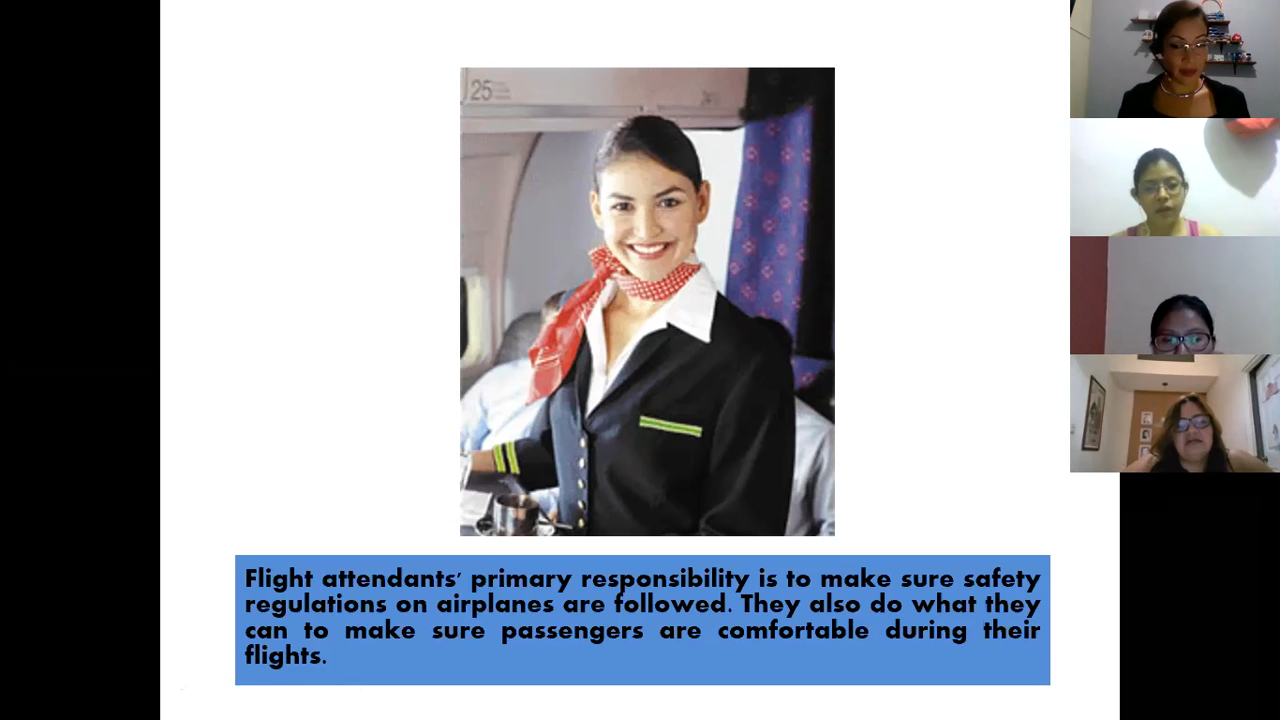 25
Flight attendants' primary responsibility is to make sure safety
regulations on airplanes are followed. They also do what they
can to make sure passengers are comfortable during their
flights.